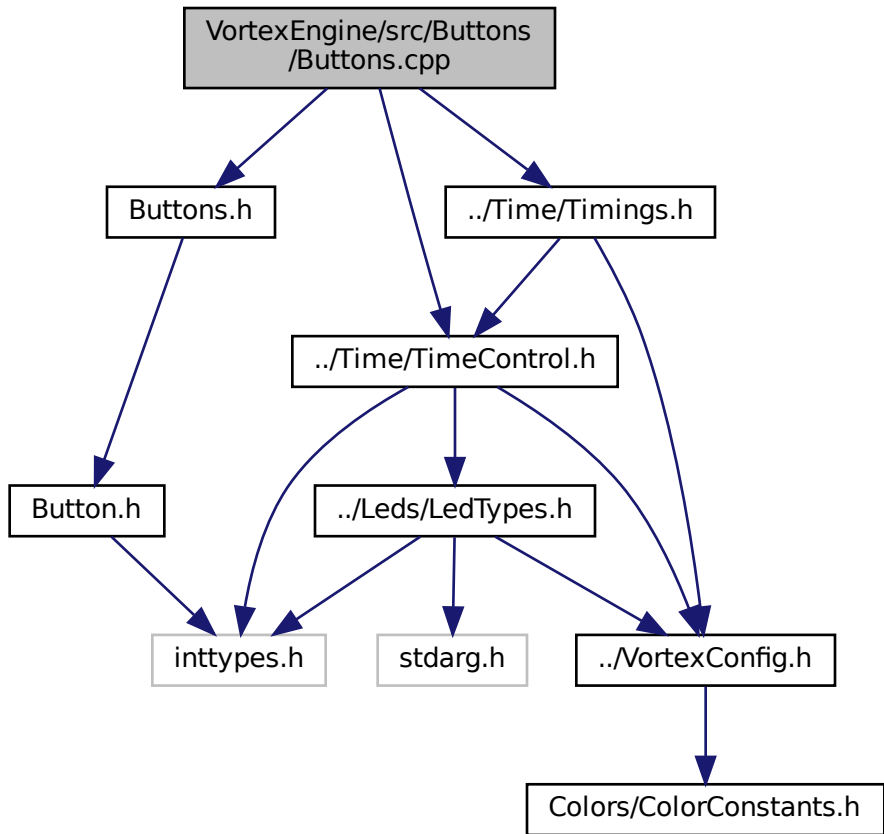 VortexEngine/src/Buttons
/Buttons.cpp
Buttons.h
../Time/Timings.h
../Time/TimeControl.h
Button.h
../Leds/LedTypes.h
inttypes.h
stdarg.h
../VortexConfig.h
Colors/ColorConstants.h